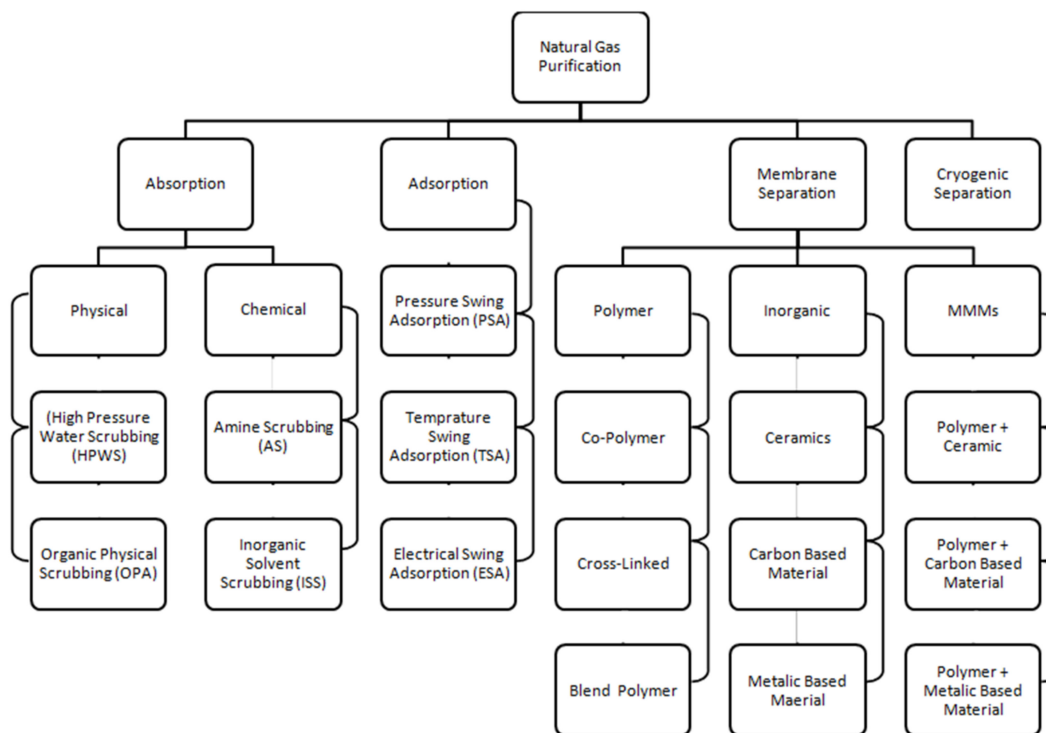 Natural Gas
Purification
Absorption
Adsorption
Membrane
Separation
Cryogenic
Separation
Physical
Chemical
Pressure Swing
Adsorption (PSA)
Polymer
Inorganic
MMMs
(High Pressure
Water Scrubbing
(HPWS)
Amine Scrubbing
(AS)
Temprature
Swing
Adsorption (TSA)
Co-Polymer
Ceramics
Polymer +
Ceramic
Organic Physical
Scrubbing (OPA)
Inorganic
Solvent
Scrubbing (ISS)
Electrical Swing
Adsorption (ESA)
Cross-Linked
Carbon Based
Material
Polymer +
Carbon Based
Material
Blend Polymer
Metalic Based
Maerial
Polymer +
Metalic Based
Material